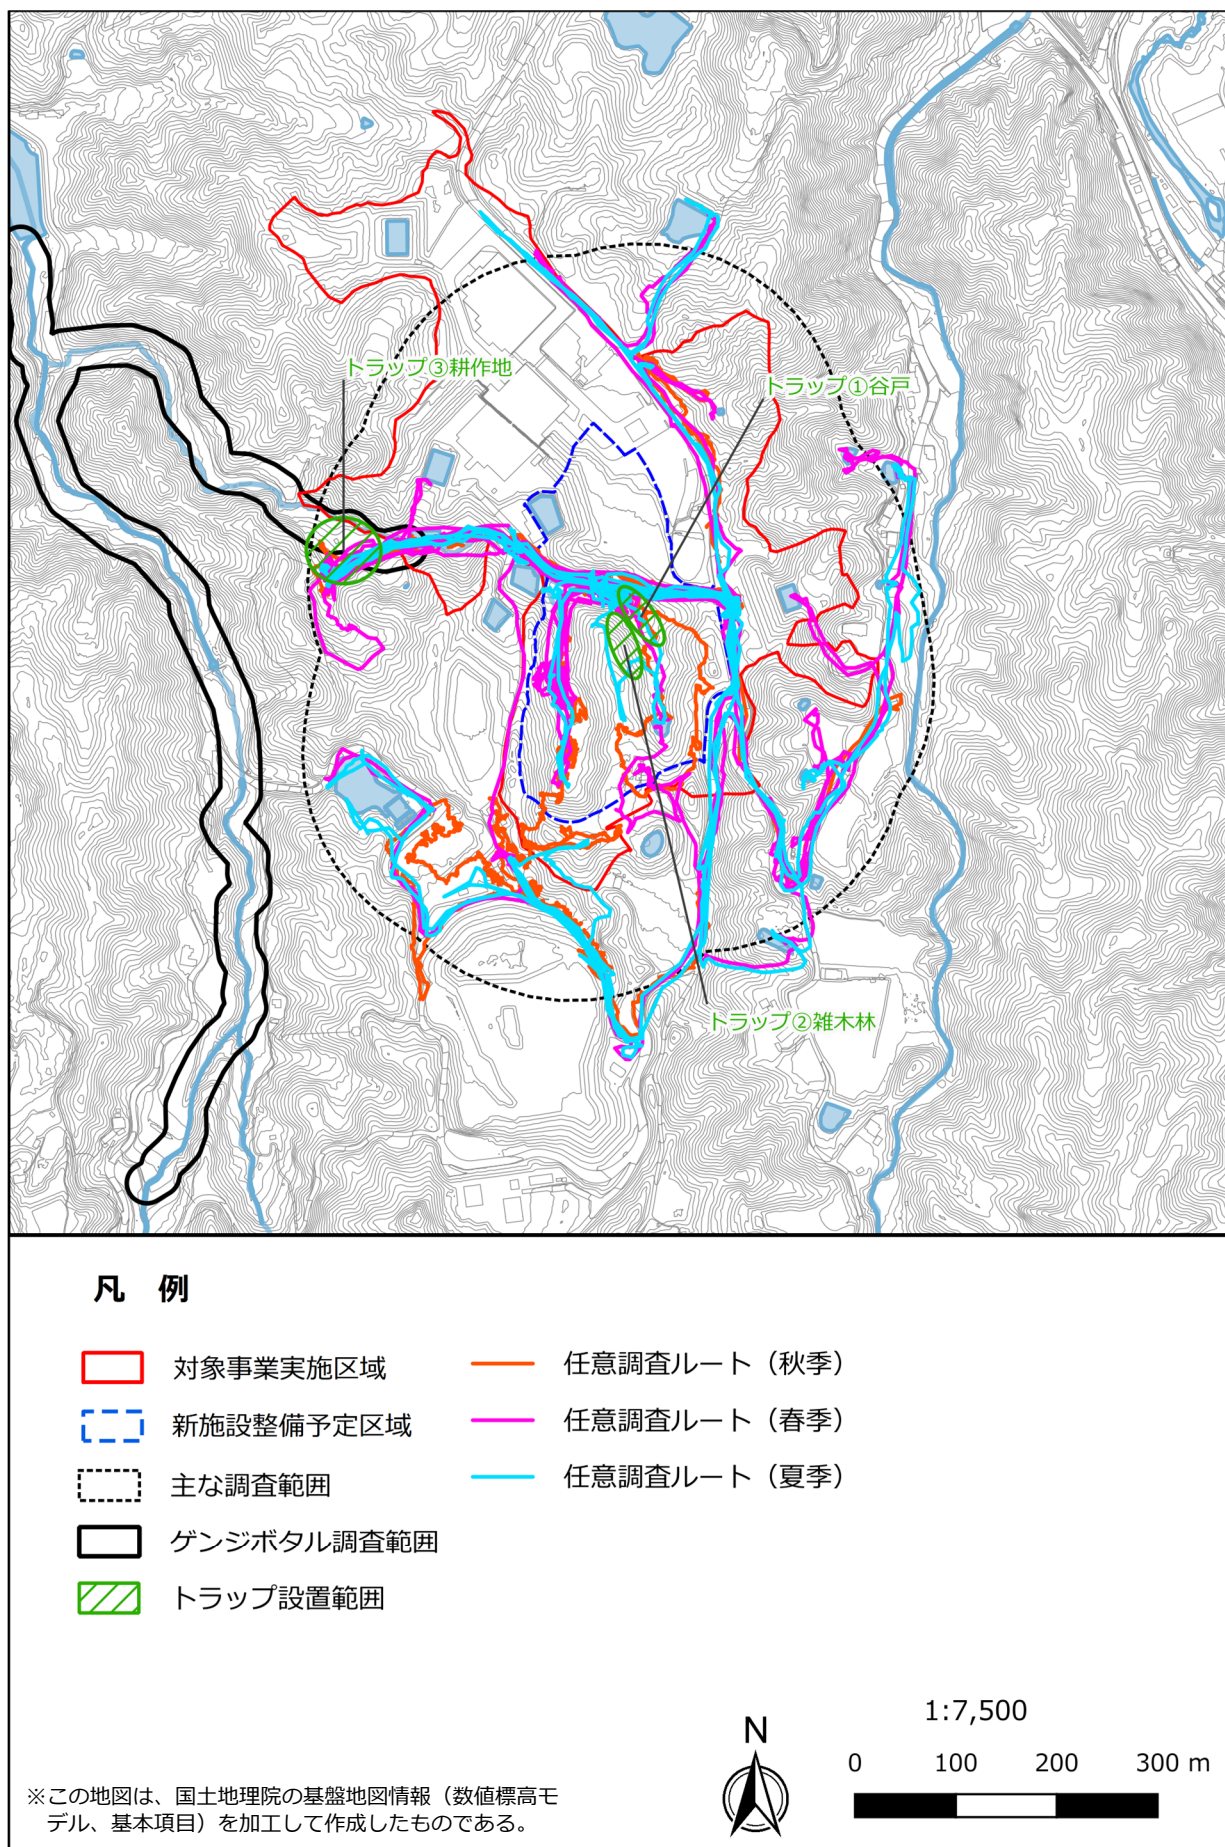 トラップ③耕作地
トラップ①谷戸
トラップ②雑木林
凡 例
対象事業実施区域
新施設整備予定区域
主な調査範囲
ゲンジボタル調査範囲
トラップ設置範囲
任意調査ルート（秋季）
任意調査ルート（春季）
任意調査ルート（夏季）
※この地図は、国土地理院の基盤地図情報（数値標高モ
デル、基本項目）を加工して作成したものである。
N
1:7,500
0 100 200 300 m